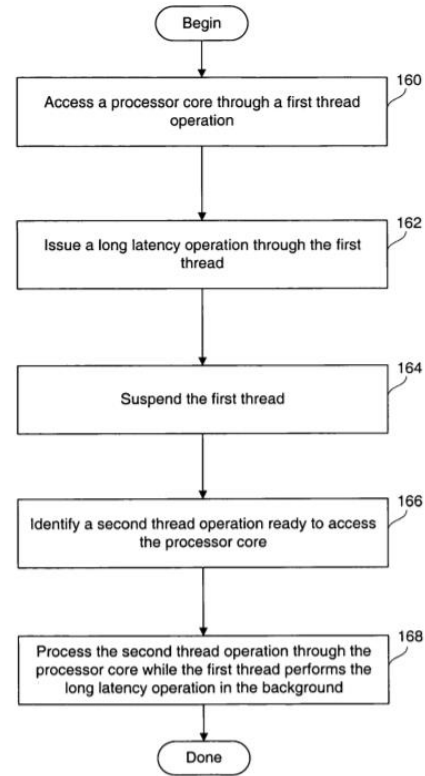 Begin
160
Access a processor core through a first thread
operation
162
Issue a long latency operation through the first
thread
164
Suspend the first thread
166
Identify a second thread operation ready to access
the processor core
168
Process the second thread operation through the
processor core while the first thread performs the
long latency operation in the background
Done